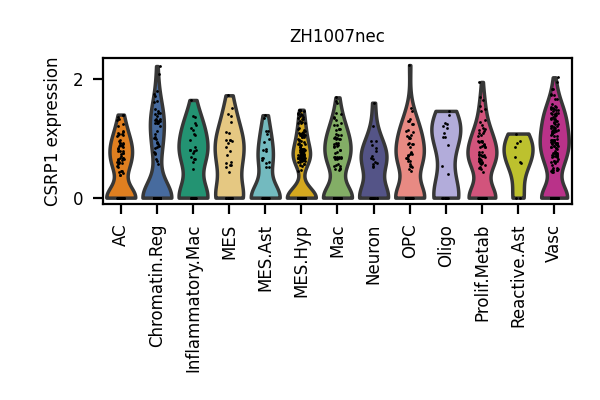 ZH1007nec
CSRP1 expression
2
0
AC
Chromatin.Reg
Inflammatory.Mac
MES
MES.Ast
MES.Hyp
Mac
Neuron
OPC
Oligo
Prolif.Metab
Reactive.Ast
Vasc